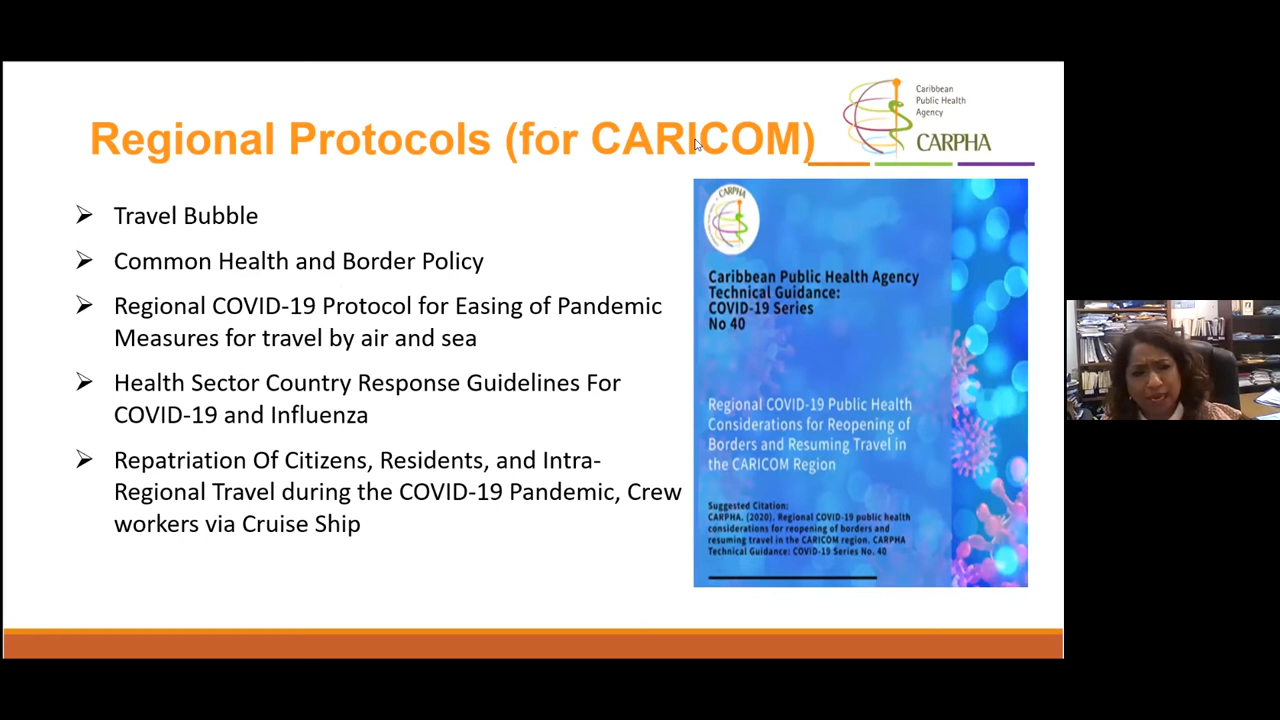 Regional Protocols (for CARICOM)
Caribbean
Public Health
Agency
CARPHA
Travel Bubble
Common Health and Border Policy
Regional COVID-19 Protocol for Easing of Pandemic
Measures for travel by air and sea
Health Sector Country Response Guidelines For
COVID-19 and Influenza
Repatriation Of Citizens, Residents, and Intra-
Regional Travel during the COVID-19 Pandemic, Crew
workers via Cruise Ship
CARPHA
Caribbean Public Health Agency
Technical Guidance:
COVID-19 Series
No 40
Regional COVID-19 Public Health
Considerations for Reopening of
Borders and Resuming Travel in
the CARICOM Region
Suggested Citation:
CARPHA. (2020). Regional COVID-19 public health
considerations for reopening of borders and
resuming travel in the CARICOM region. CARPHA
Technical Guidance: COVID-19 Series No. 40